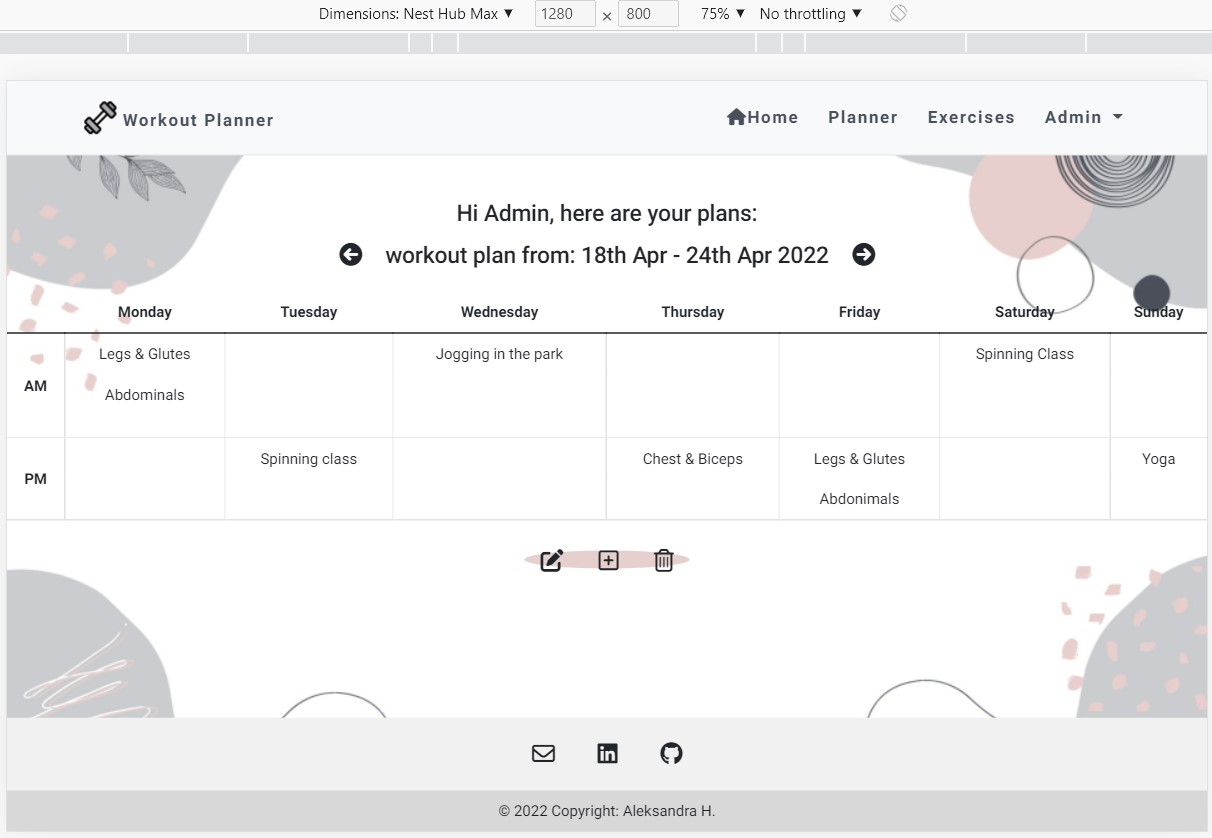 Dimensions: Nest Hub Max ▼ 1280 × 800 75% ▼ No throttling ▼
Workout Planner Home Planner Exercises Admin
Hi Admin, here are your plans:
workout plan from: 18th Apr - 24th Apr 2022
Monday Tuesday Wednesday Thursday Friday Saturday Sunday
Legs & Glutes Jogging in the park Spinning Class
AM
Abdominals
Spinning class Chest & Biceps Legs & Glutes Yoga
PM
Abdonimals
© 2022 Copyright: Aleksandra H.